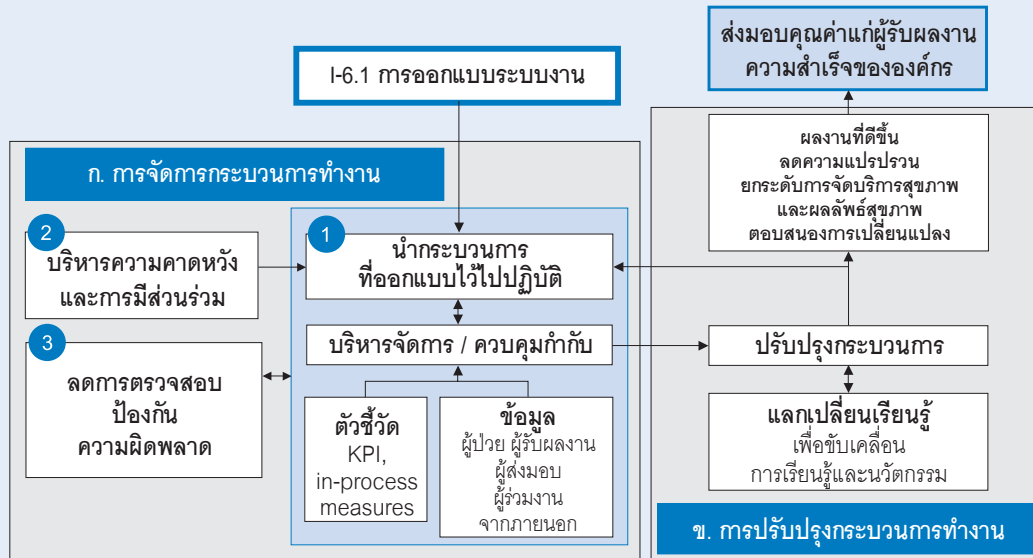 I-6.1 การออกแบบระบบงาน
ส่งมอบคุณค่าแก่ผู้รับผลงาน
ความสำเร็จขององค์กร
ก. การจัดการกระบวนการทำงาน
1
นำกระบวนการ
ที่ออกแบบไว้ไปปฏิบัติ
2
บริหารความคาดหวัง
และการมีส่วนร่วม
3
ลดการตรวจสอบ
ป้องกัน
ความผิดพลาด
บริหารจัดการ / ควบคุมกำกับ
ตัวชี้วัด
KPI,
in-process
measures
ข้อมูล
ผู้ป่วย ผู้รับผลงาน
ผู้ส่งมอบ
ผู้ร่วมงาน
จากภายนอก
ผลงานที่ดีขึ้น
ลดความแปรปรวน
ยกระดับการจัดบริการสุขภาพ
และผลลัพธ์สุขภาพ
ตอบสนองการเปลี่ยนแปลง
ปรับปรุงกระบวนการ
แลกเปลี่ยนเรียนรู้
เพื่อขับเคลื่อน
การเรียนรู้และนวัตกรรม
ข. การปรับปรุงกระบวนการทำงาน